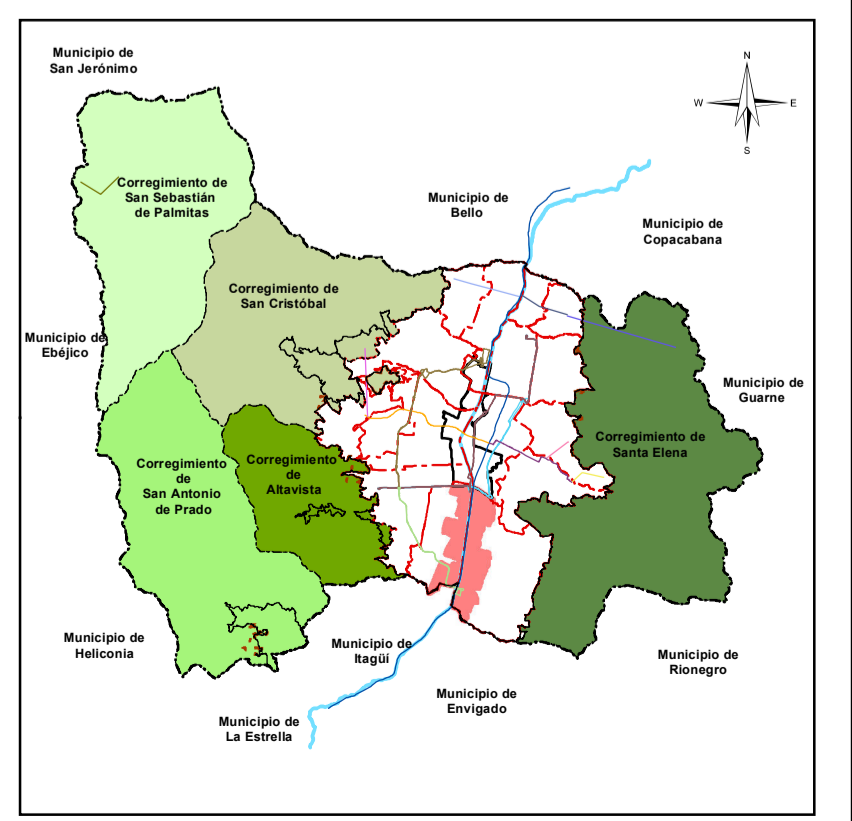 Municipio de
San Jerónimo
N
W
E
S
Corregimiento de
San Sebastián
de Palmitas
Municipio de
Bello
Municipio de
Copacabana
Corregimiento de
San Cristóbal
Municipio de
Ebéjico
Municipio de
Guarne
Corregimiento de
Santa Elena
Corregimiento
de
San Antonio
de Prado
Corregimiento
de
Altavista
Municipio de
Heliconia
Municipio de
Itagüí
Municipio de
Rionegro
Municipio de
Envigado
Municipio de
La Estrella